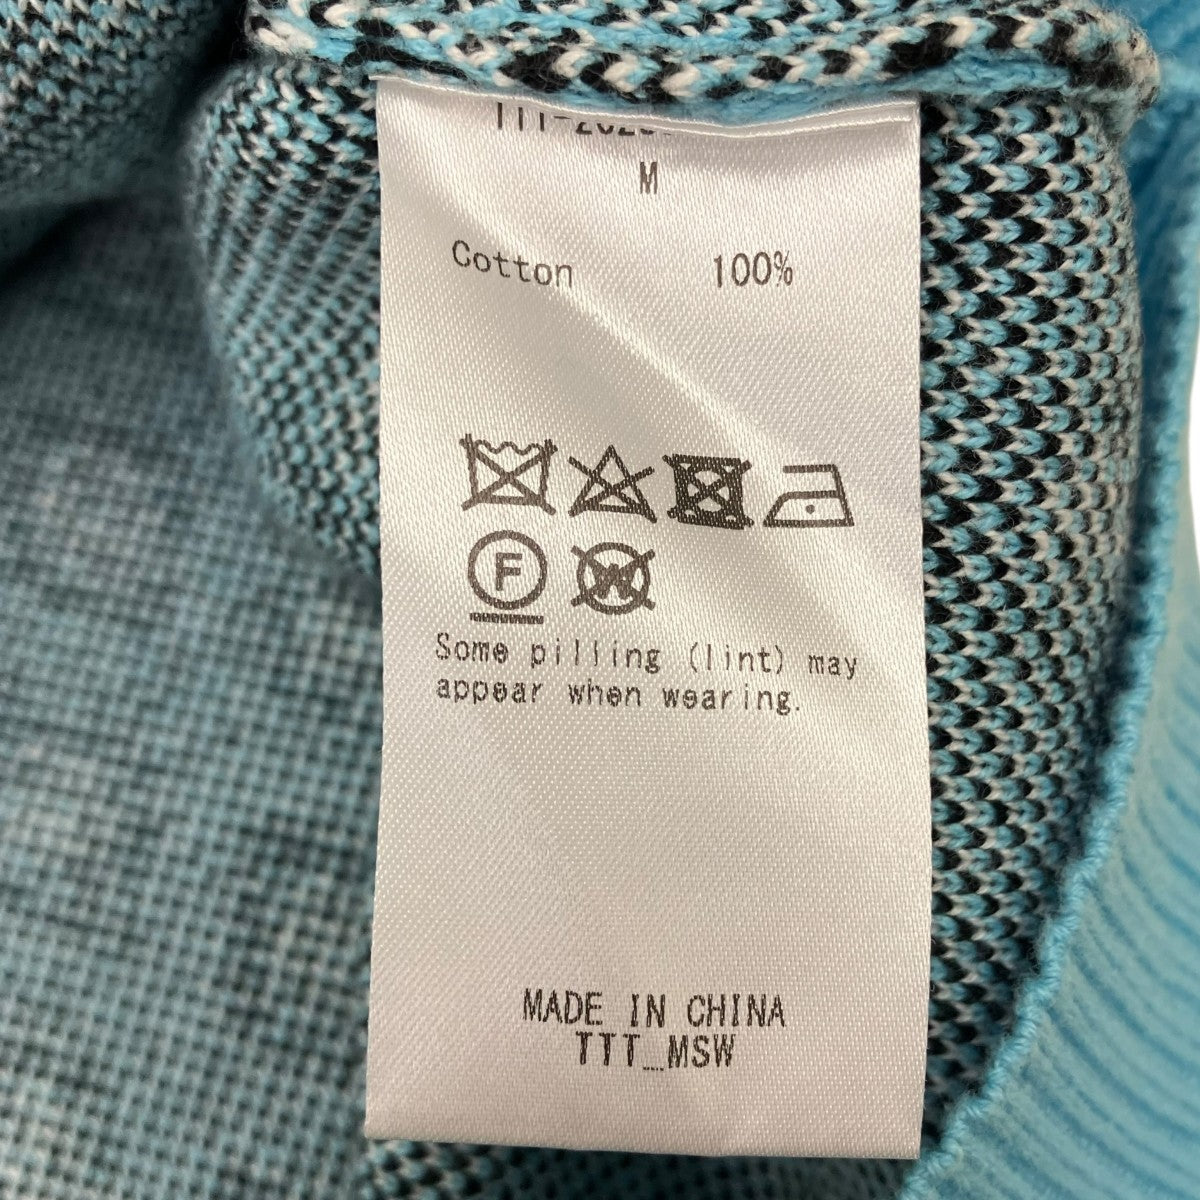 M
Cotton 100%
F
W
Some pilling (lint) may
appear when wearing.
MADE IN CHINA
TTT_MSW